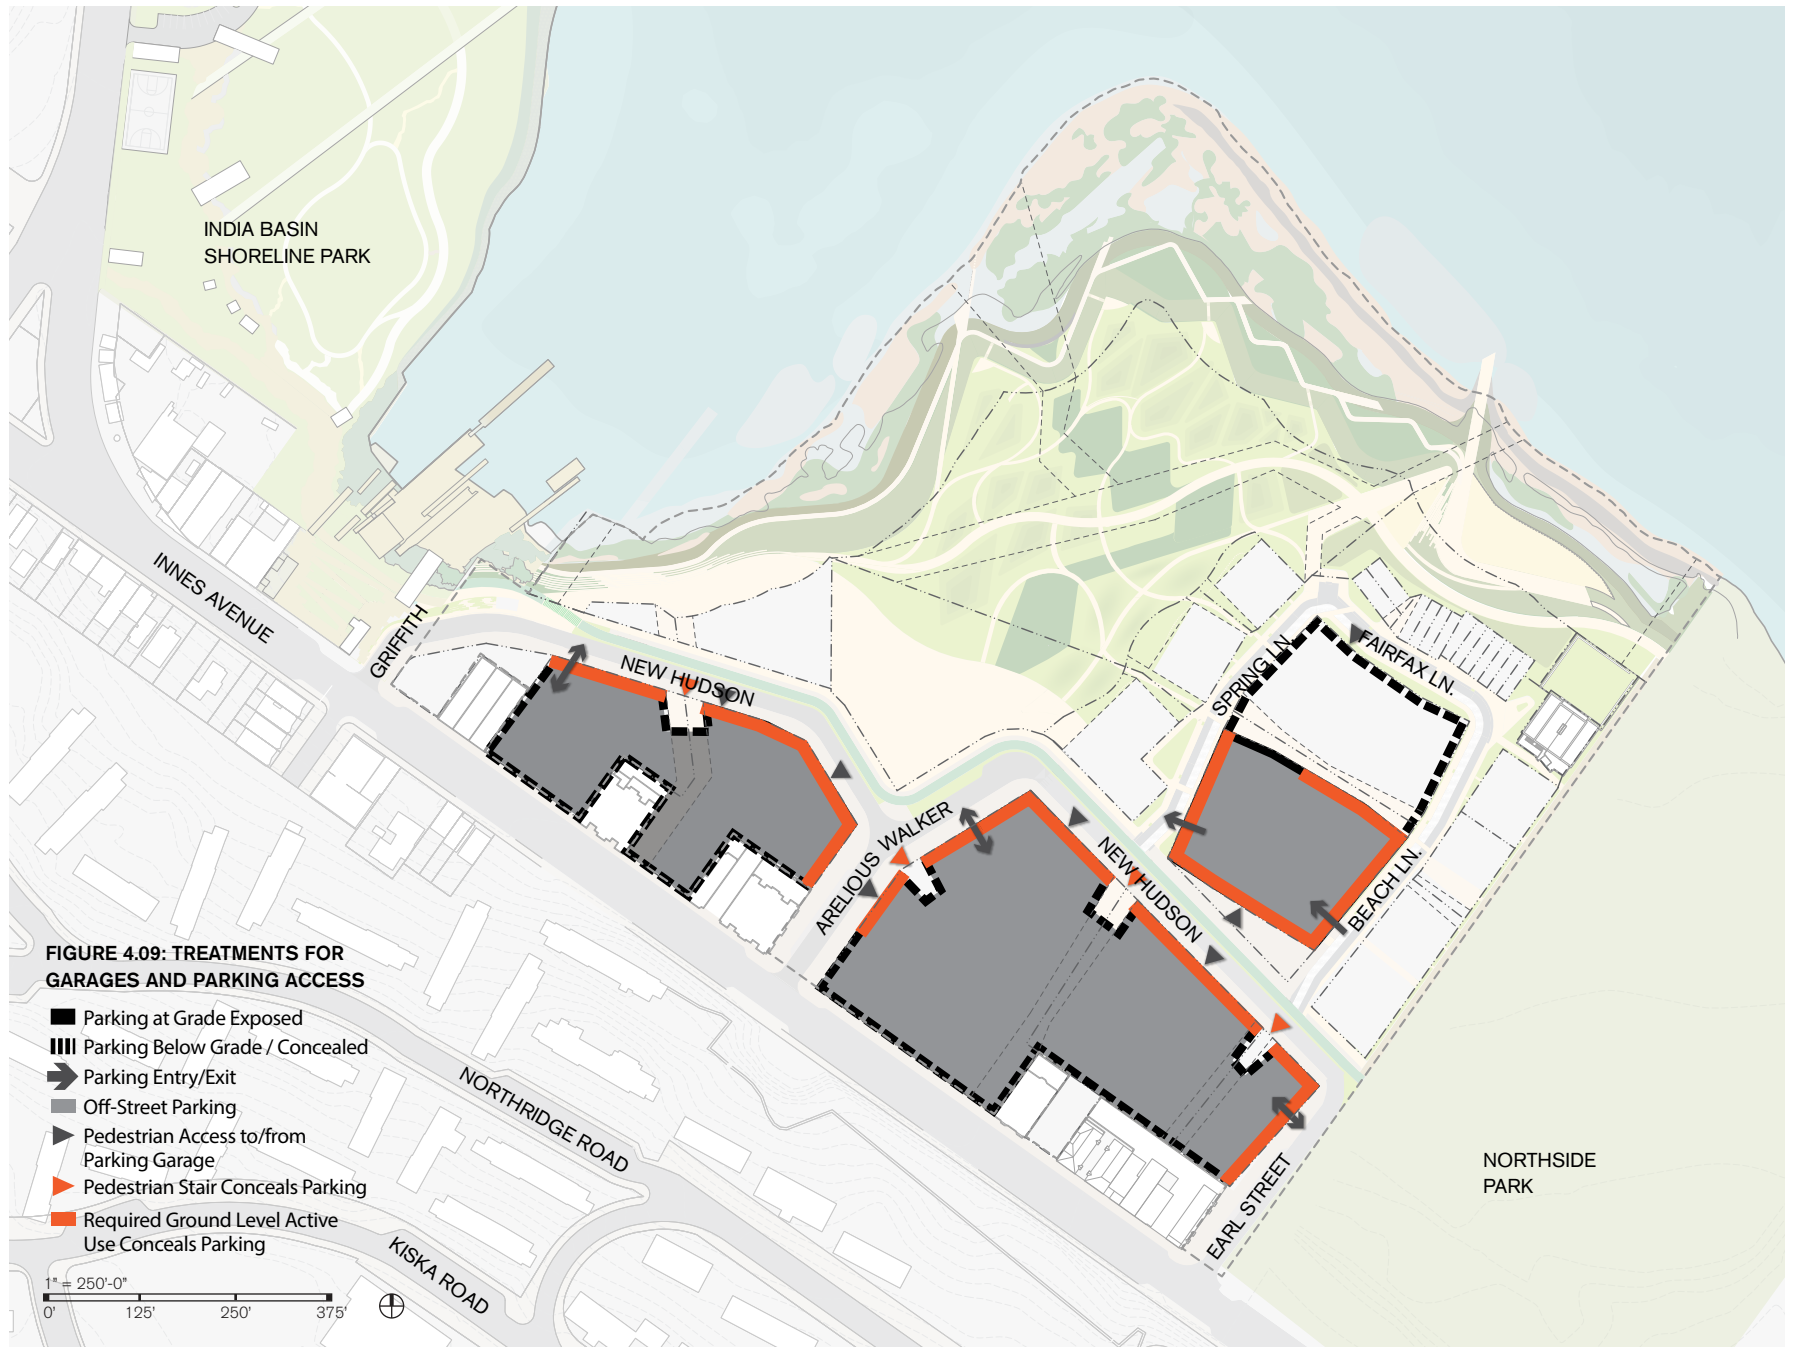 INDIA BASIN
SHORELINE PARK
INNES AVENUE
GRIFFITH
NEW HUDSON
SPRING LN.
FAIRFAX LN.
ARELIOUS WALKER
NEW HUDSON
BEACH LN.
FIGURE 4.09: TREATMENTS FOR
GARAGES AND PARKING ACCESS
Parking at Grade Exposed
Parking Below Grade / Concealed
Parking Entry/Exit
Off-Street Parking
Pedestrian Access to/from
Parking Garage
Pedestrian Stair Conceals Parking
Required Ground Level Active
Use Conceals Parking
NORTHRIDGE ROAD
KISKA ROAD
EARL STREET
NORTHSIDE
PARK
1" = 250'-0"
0' 125' 250' 375'